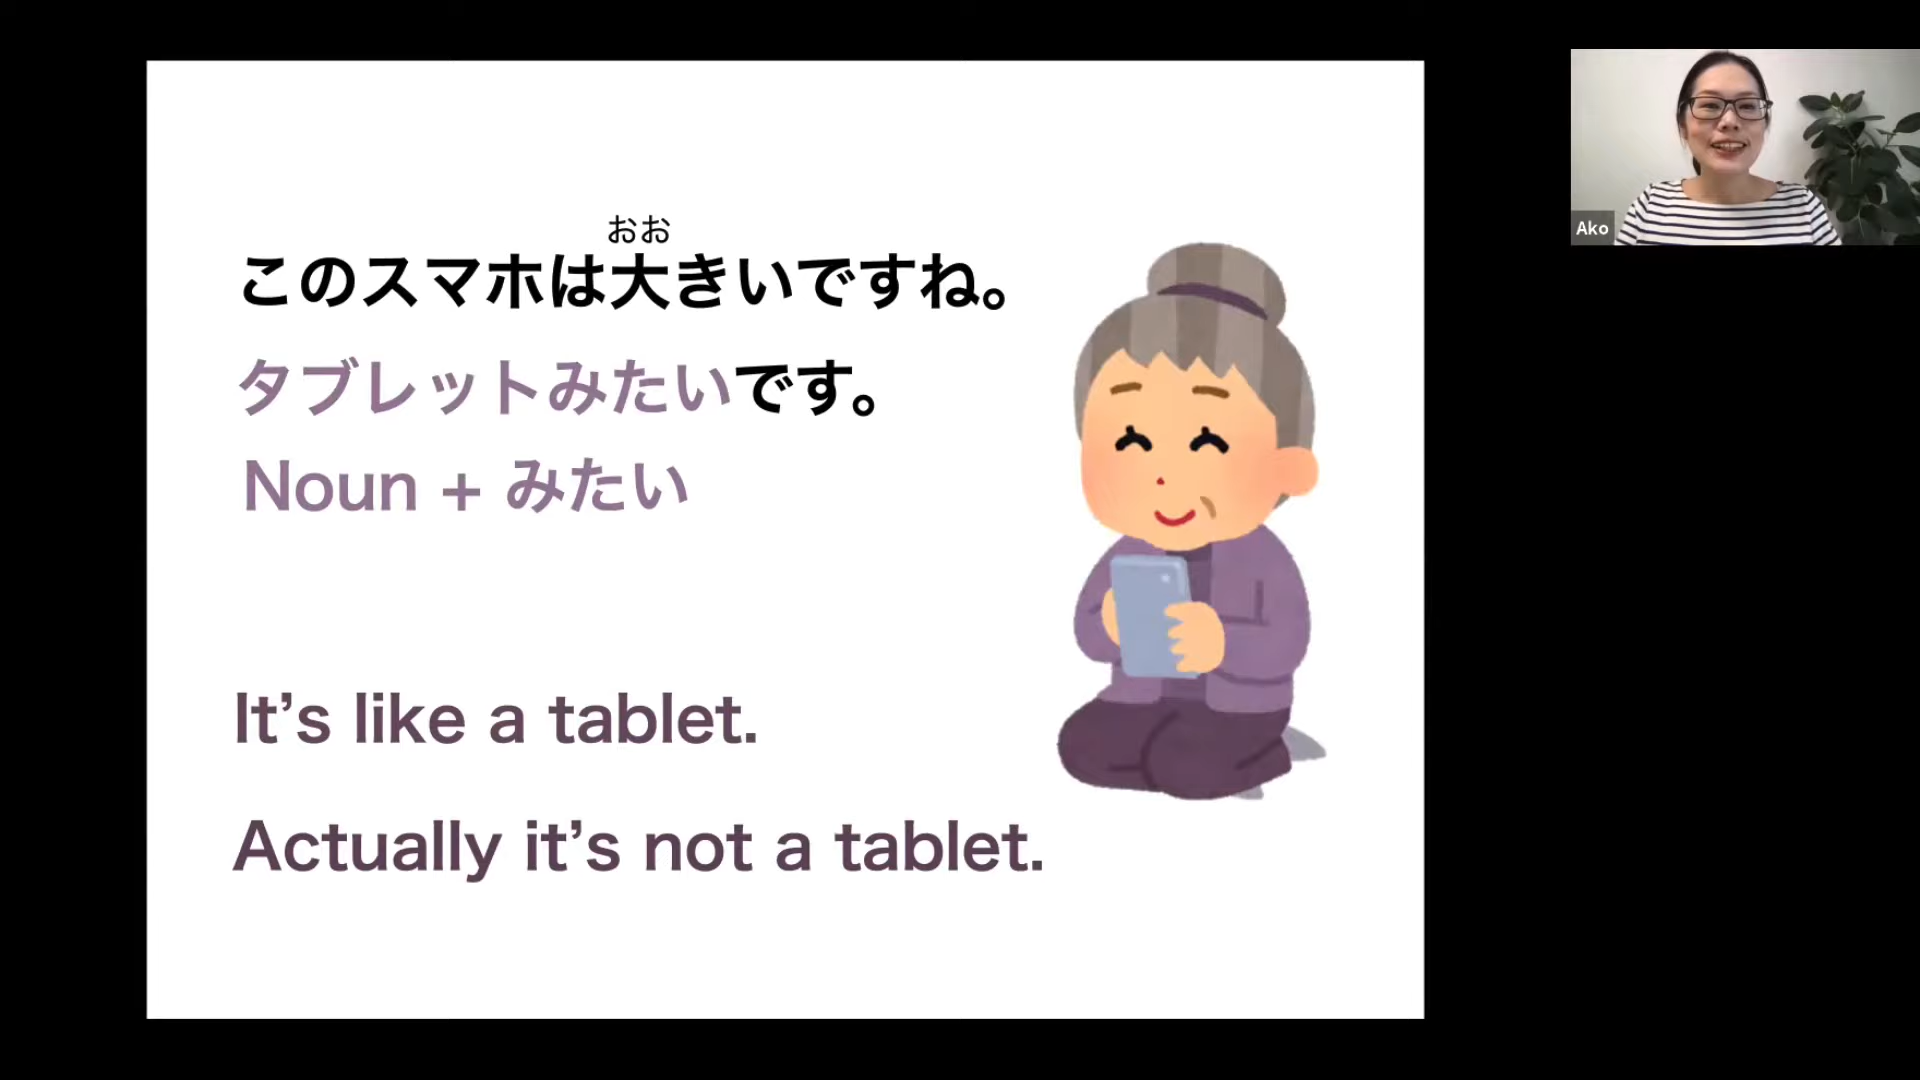 おお
このスマホは大きいですね。
タブレットみたいです。
Noun + みたい
It’s like a tablet.
Actually it’s not a tablet.
Ako